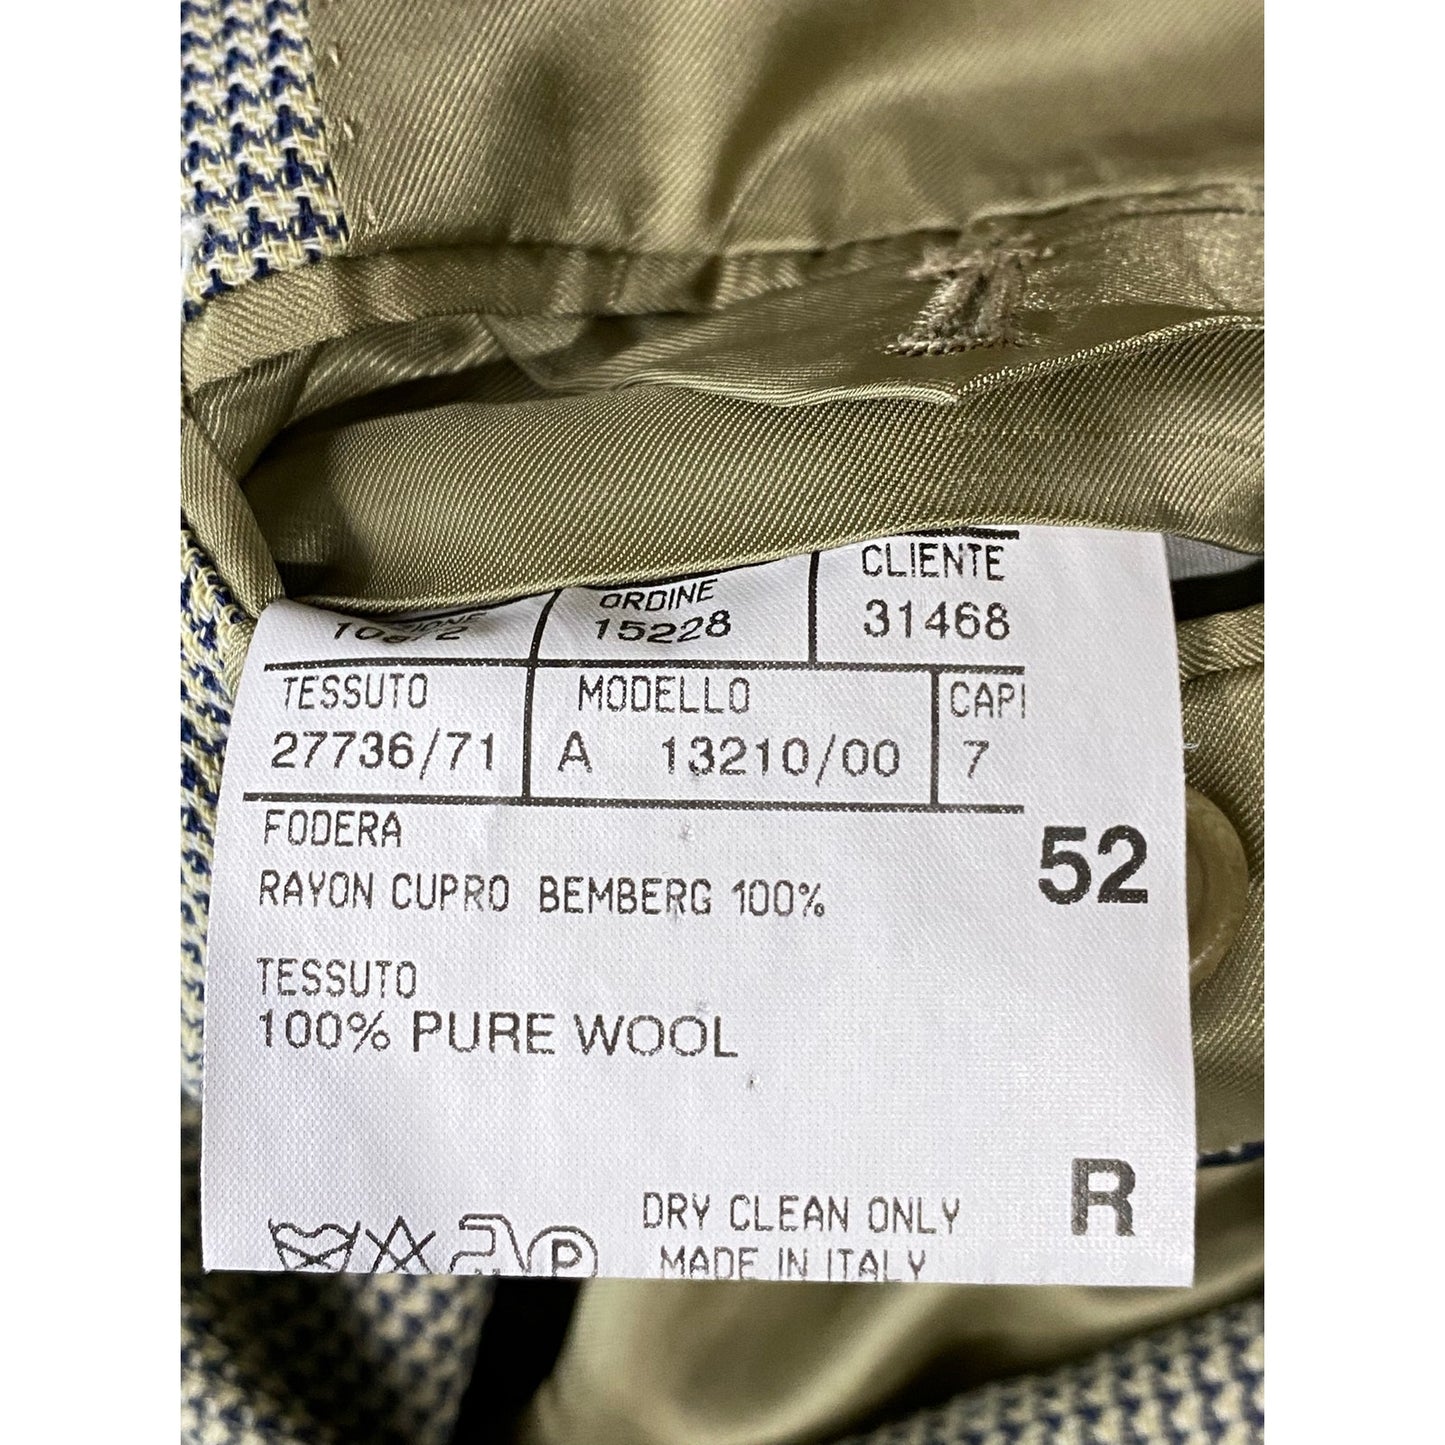 ORDINE
CLIENTE
15228
31468
TESSUTO
MODELLO
CAPI
27736/71
A 13210/00
7
FODERA
52
RAYON CUPRO BEMBERG 100%
TESSUTO
100% PURE WOOL
R
DRY CLEAN ONLY
P
MADE IN ITALY